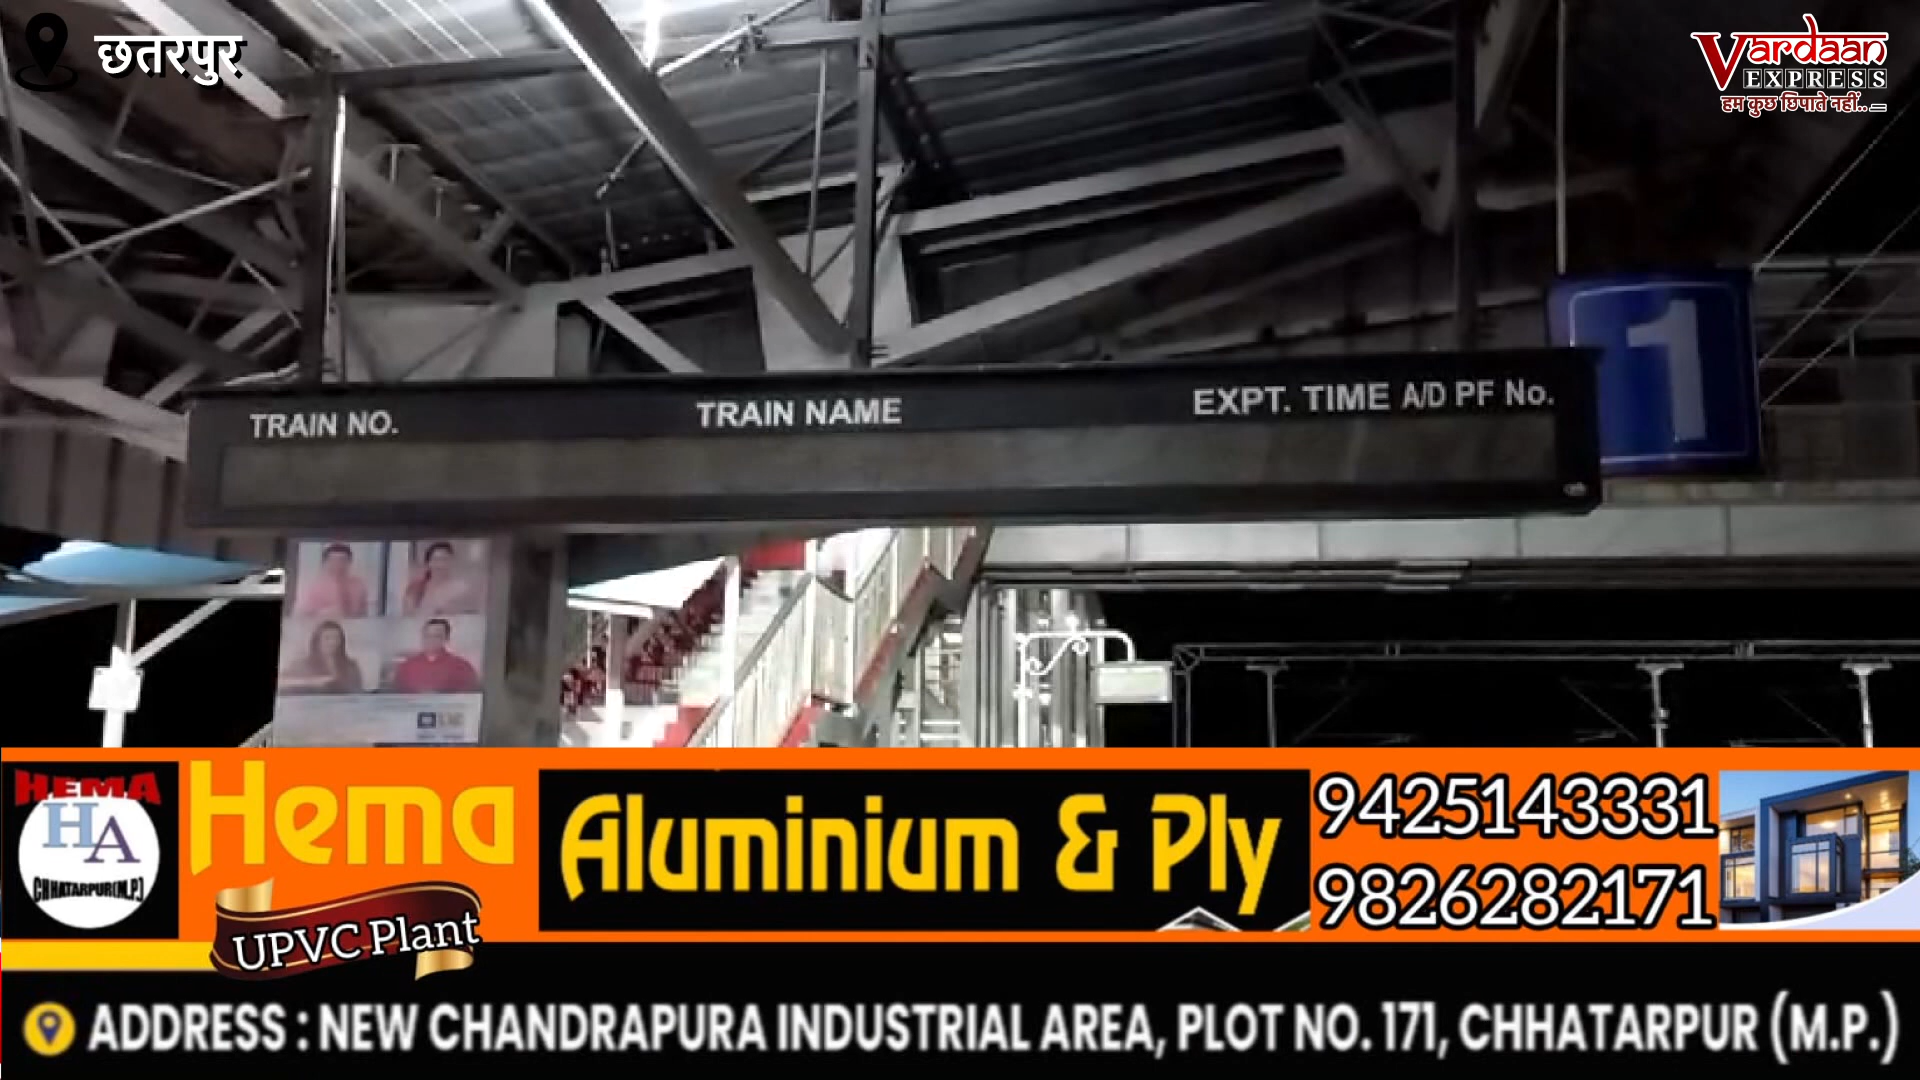 छतरपुर
Vardaan
EXPRESS
हम कुछ छिपाते नहीं..
1
TRAIN NO. TRAIN NAME EXPT. TIME A/D PF No.
HEMA
HA
CHHATARPUR(M.P.)
Hema
UPVC Plant
Aluminium & Ply
9425143331
9826282171
ADDRESS : NEW CHANDRAPURA INDUSTRIAL AREA, PLOT NO. 171, CHHATARPUR (M.P.)